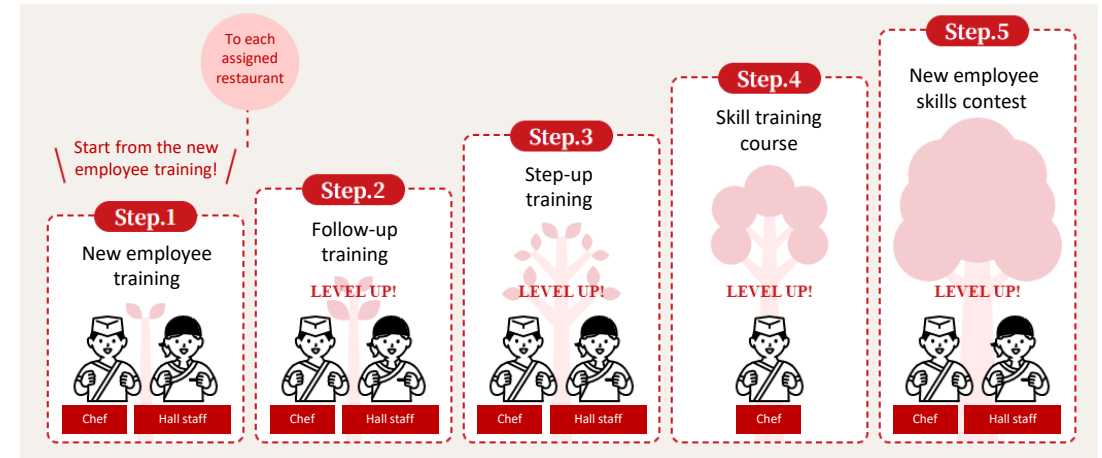 To each
assigned
restaurant
Start from the new
employee training!
Step.1
New employee
training
Chef
Hall staff
Step.2
Follow-up
training
LEVEL UP!
Chef
Hall staff
Step.3
Step-up
training
LEVEL UP!
Chef
Hall staff
Step.4
Skill training
course
LEVEL UP!
Chef
Step.5
New employee
skills contest
LEVEL UP!
Chef
Hall staff